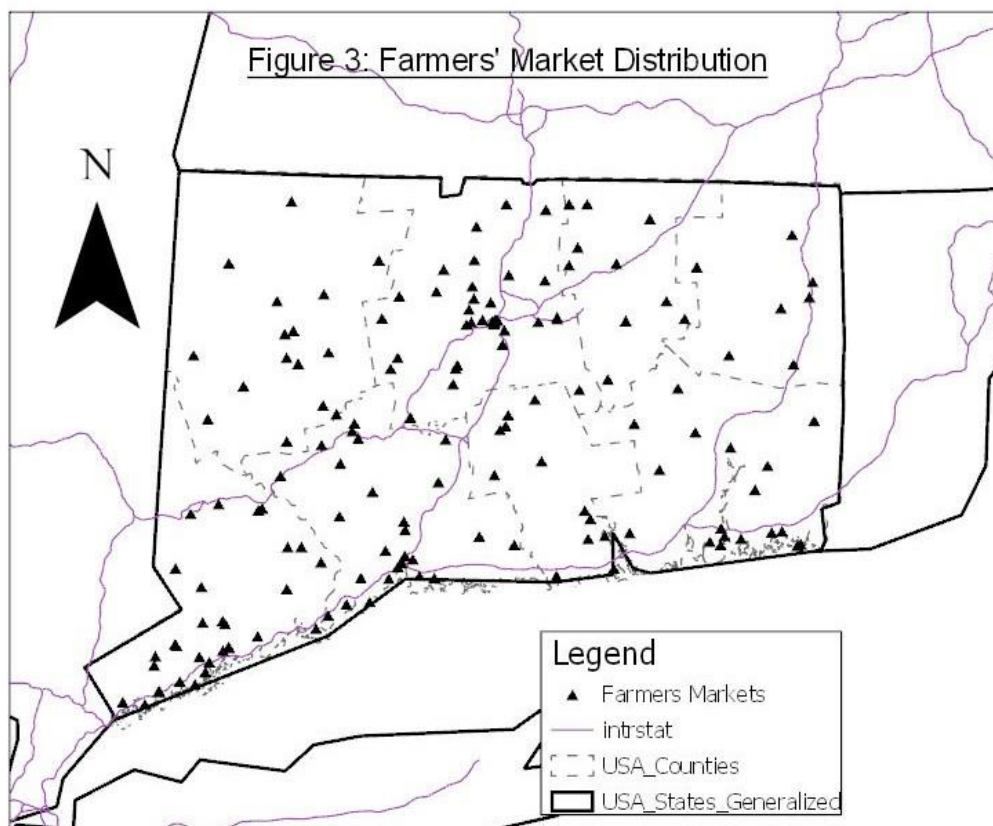 Figure 3: Farmers' Market Distribution
N
Legend
Farmers Markets
intrstat
USA_Counties
USA_States_Generalized